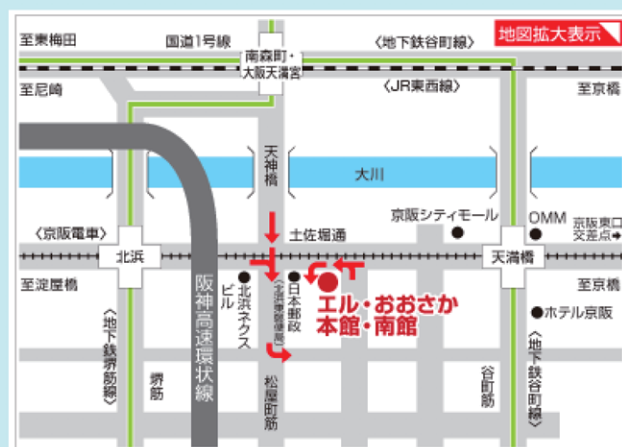 地図拡大表示
至東梅田
国道1号線
〈地下鉄谷町線〉
南森町・
大阪天満宮
至尼崎
〈JR東西線〉
至京橋
天神橋
大川
京阪シティモール
OMM
京阪東口
交差点➡
〈京阪電車〉
土佐堀通
北浜
天満橋
至淀屋橋
至京橋
阪神高速環状線
北浜ネクス
ビル
〈北浜東郵便局〉
日本郵政
エル・おおさか
本館・南館
ホテル京阪
〈地下鉄堺筋線〉
堺筋
松屋町筋
谷町筋
〈地下鉄谷町線〉